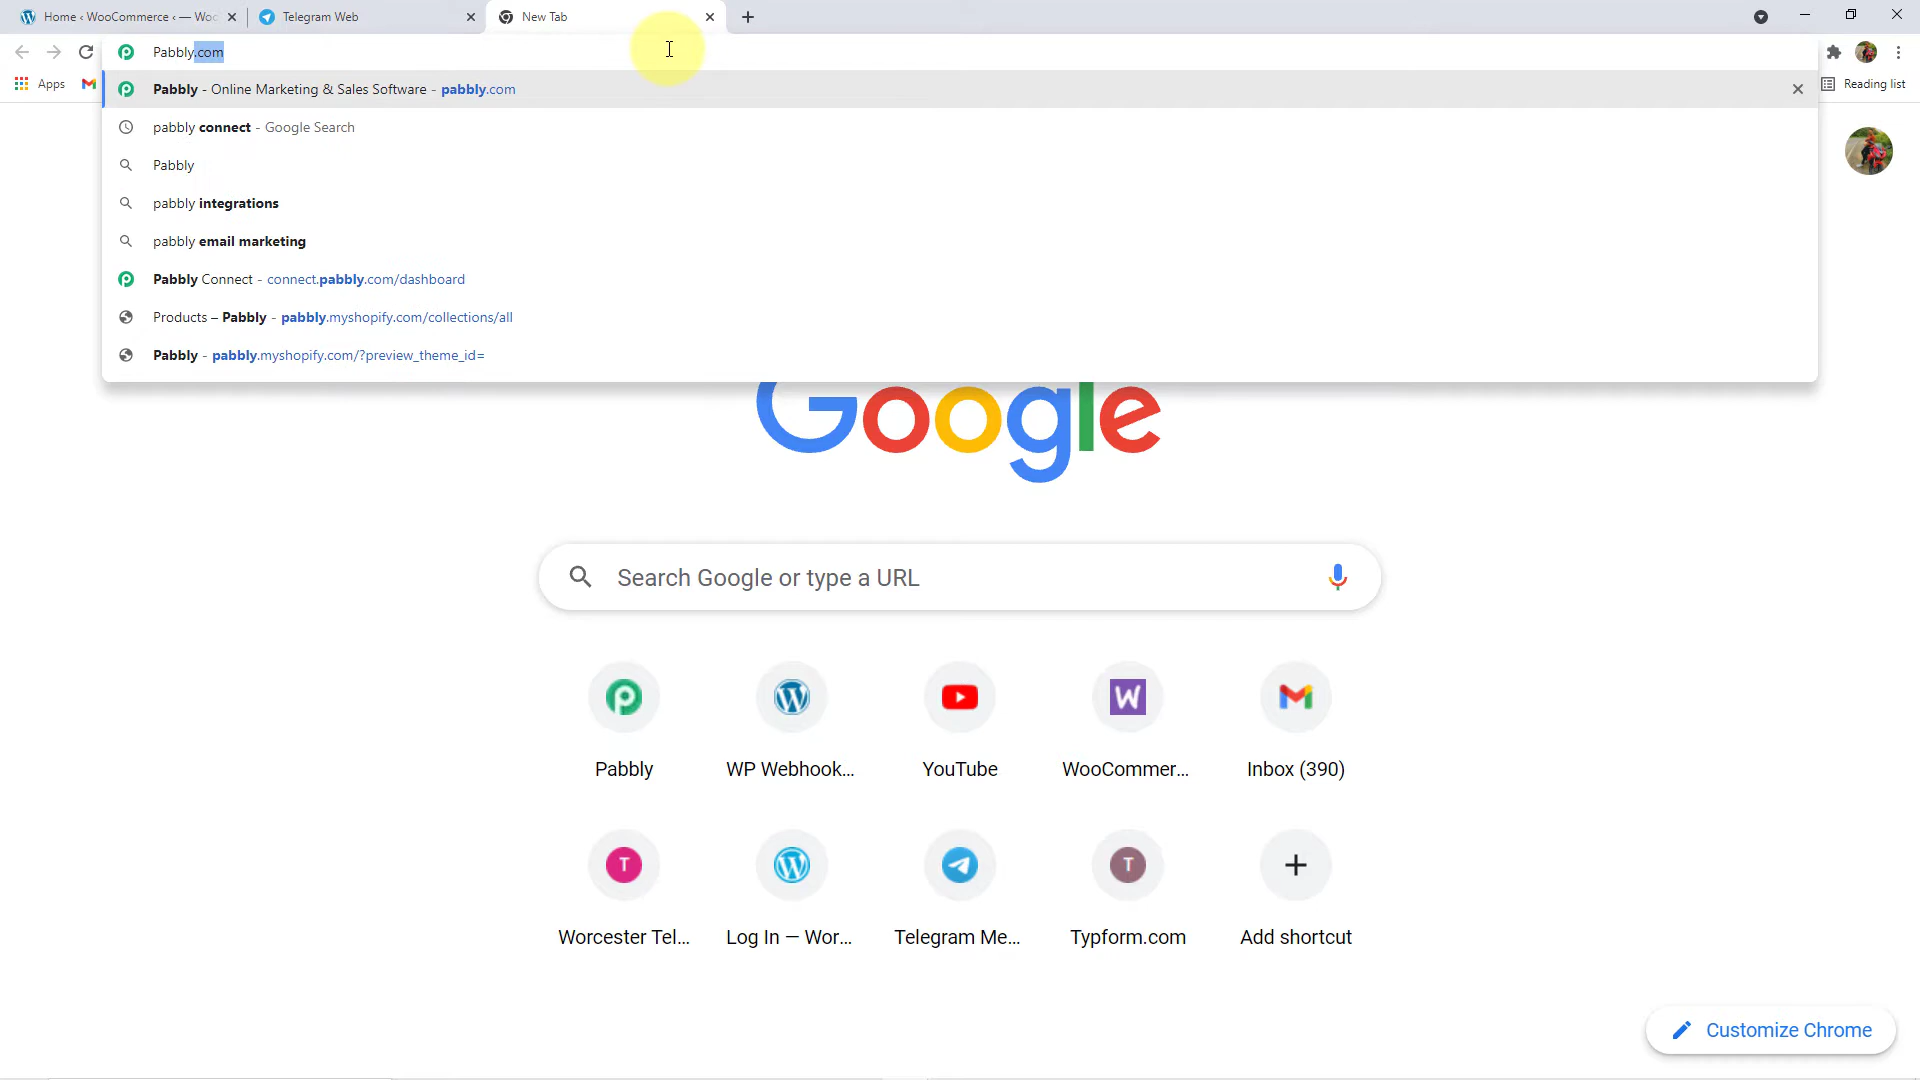 Home ‹ WooCommerce ‹ — Woo
Telegram Web
New Tab
Pabbly.com
Apps
Reading list
Pabbly - Online Marketing & Sales Software - pabbly.com
pabbly connect - Google Search
Pabbly
pabbly integrations
pabbly email marketing
Pabbly Connect - connect.pabbly.com/dashboard
Products – Pabbly - pabbly.myshopify.com/collections/all
Pabbly - pabbly.myshopify.com/?preview_theme_id=
Google
Search Google or type a URL
W
Pabbly
WP Webhook...
YouTube
WooCommer...
Inbox (390)
T
T
Worcester Tel...
Log In — Wor...
Telegram Me...
Typform.com
Add shortcut
Customize Chrome